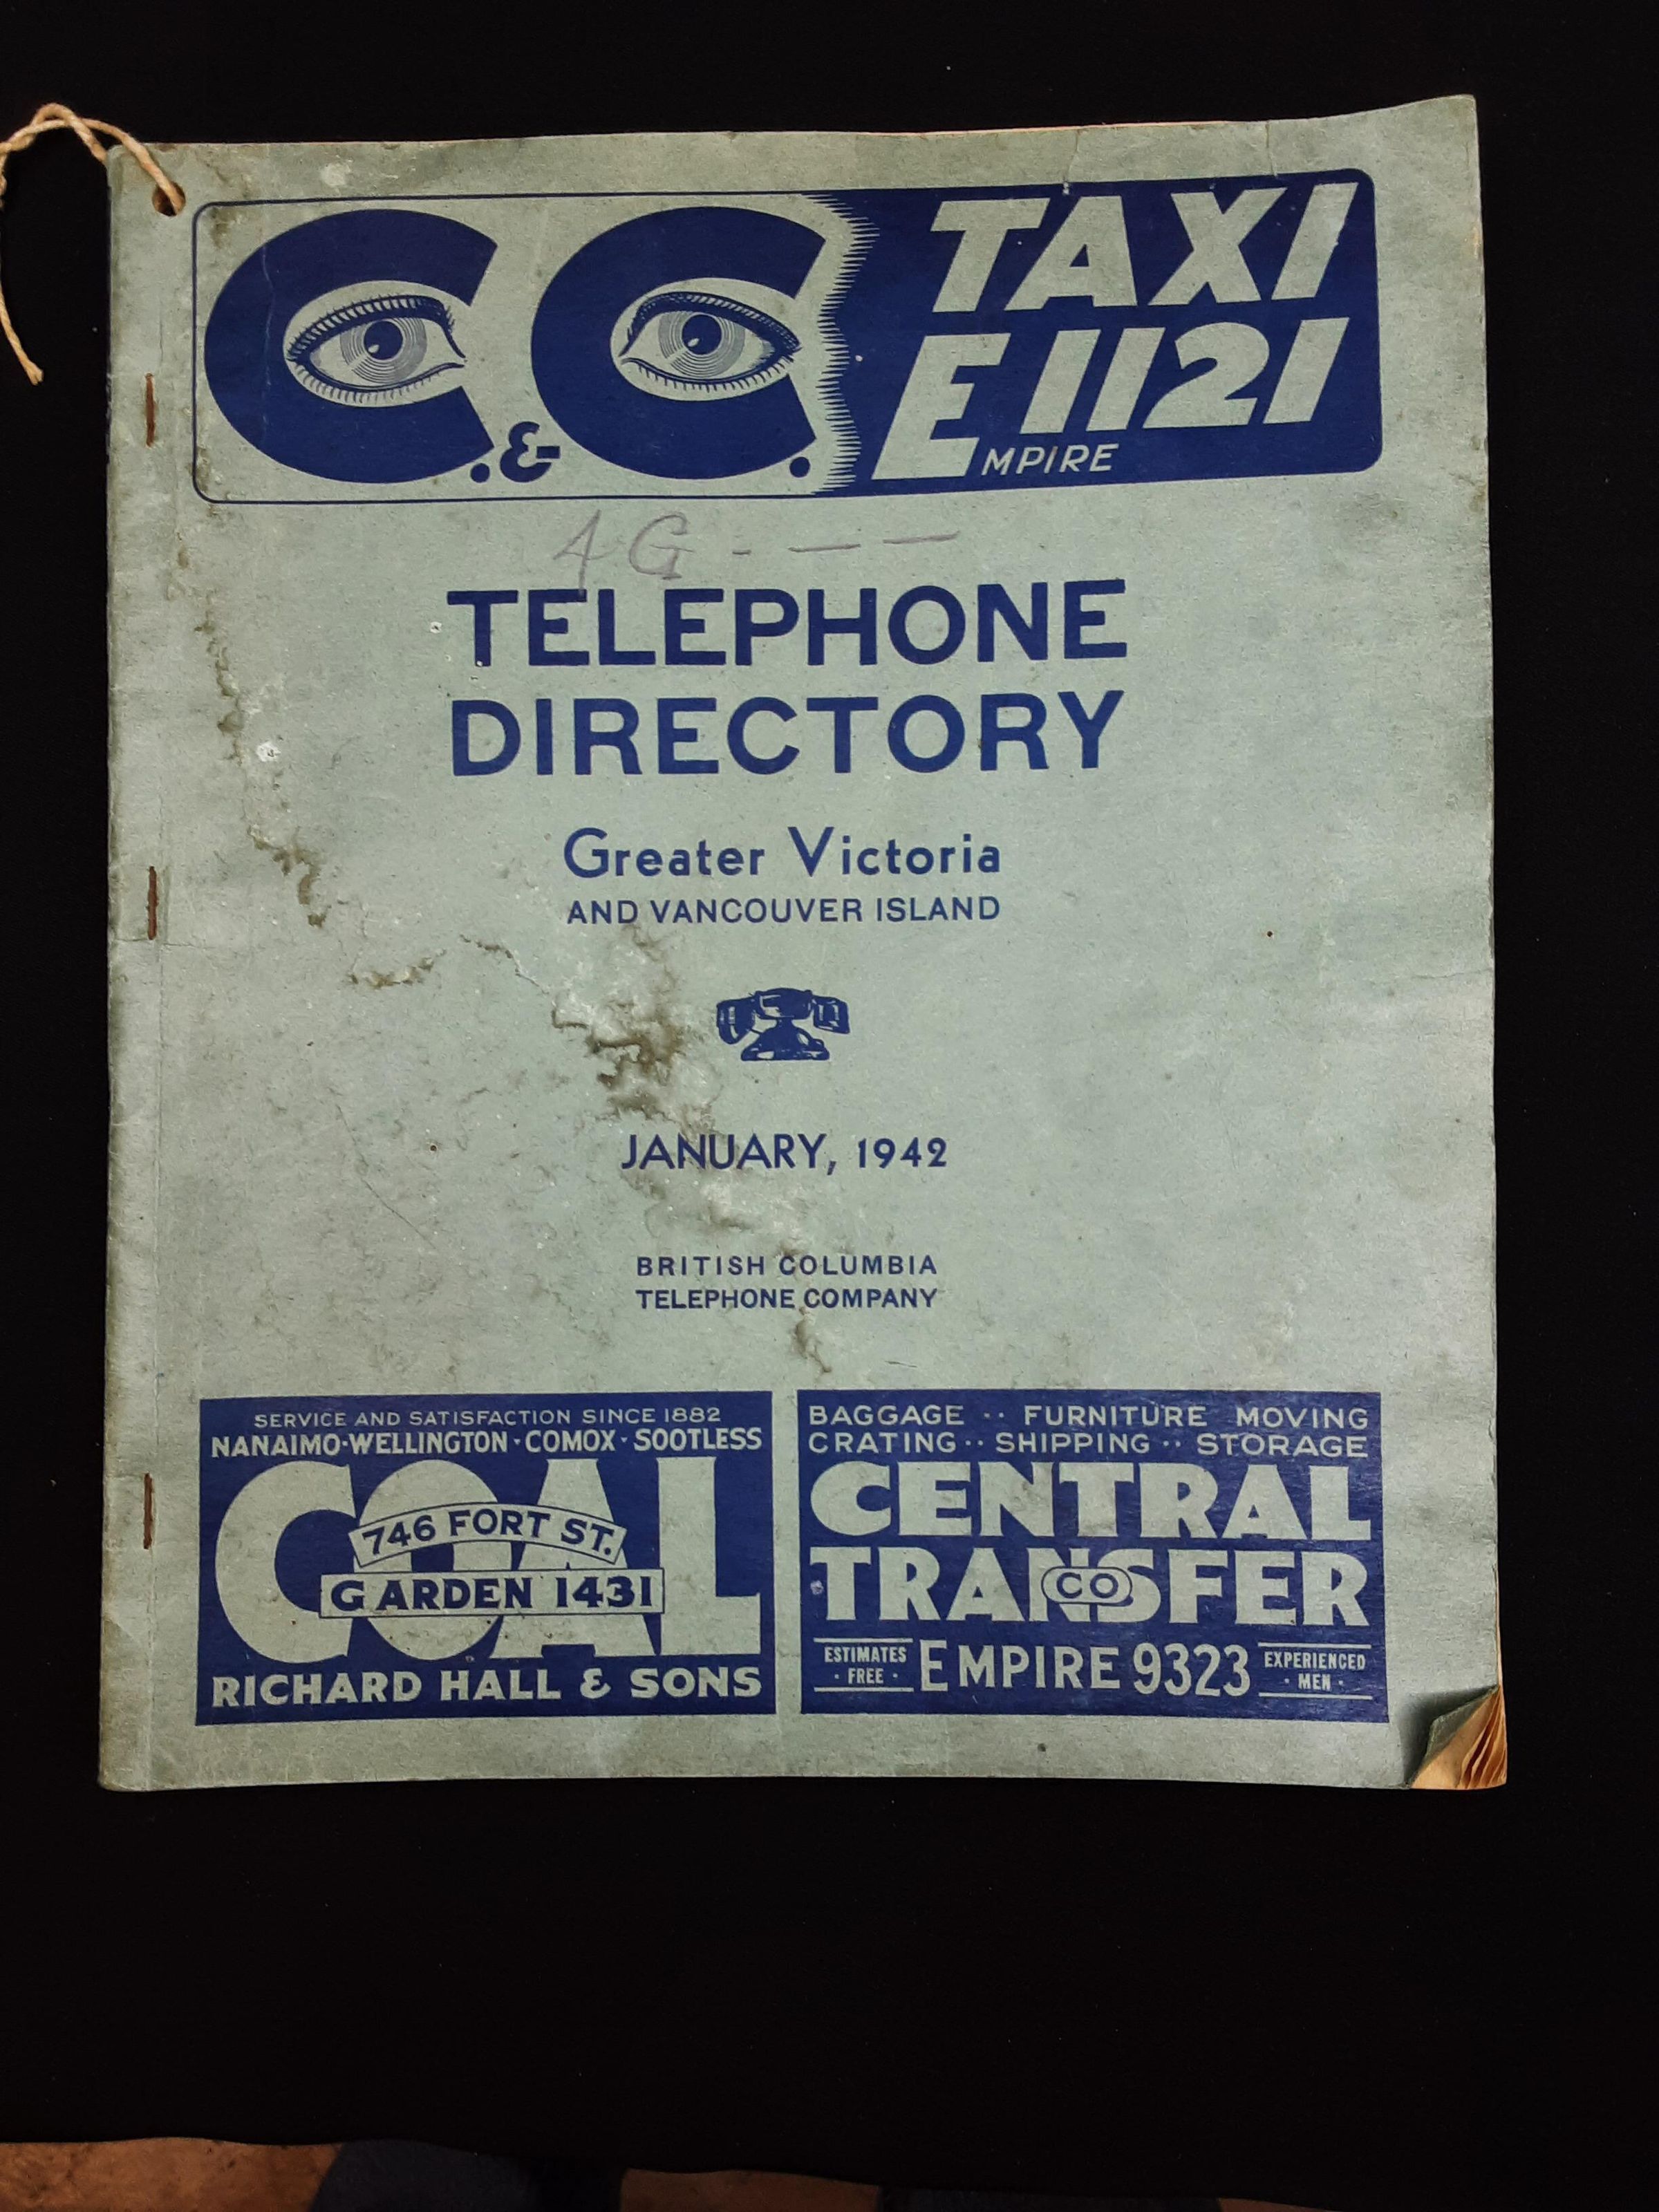 C. & C.
TAXI
E1121
EMPIRE
4G - — —
TELEPHONE
DIRECTORY
Greater Victoria
AND VANCOUVER ISLAND
JANUARY, 1942
BRITISH COLUMBIA
TELEPHONE COMPANY
SERVICE AND SATISFACTION SINCE 1882
NANAIMO-WELLINGTON · COMOX · SOOTLESS
COAL
746 FORT ST.
GARDEN 1431
RICHARD HALL & SONS
BAGGAGE ·· FURNITURE MOVING
CRATING ·· SHIPPING ·· STORAGE
CENTRAL
TRANSFER
CO
ESTIMATES
· FREE ·
EMPIRE 9323
EXPERIENCED
· MEN ·